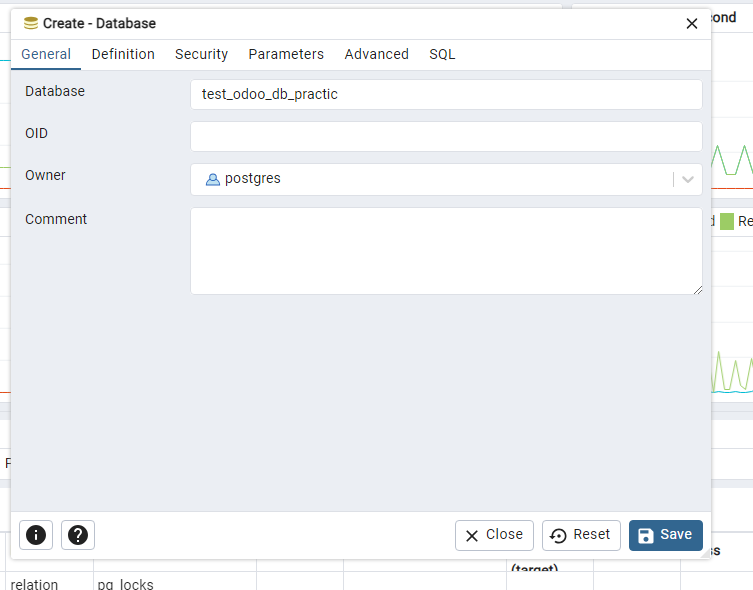 Create - Database
ond
General Definition Security Parameters Advanced SQL
Database test_odoo_db_practic
OID
Owner postgres
Comment
Re
Close Reset Save
ss
(target)
relation pg_locks